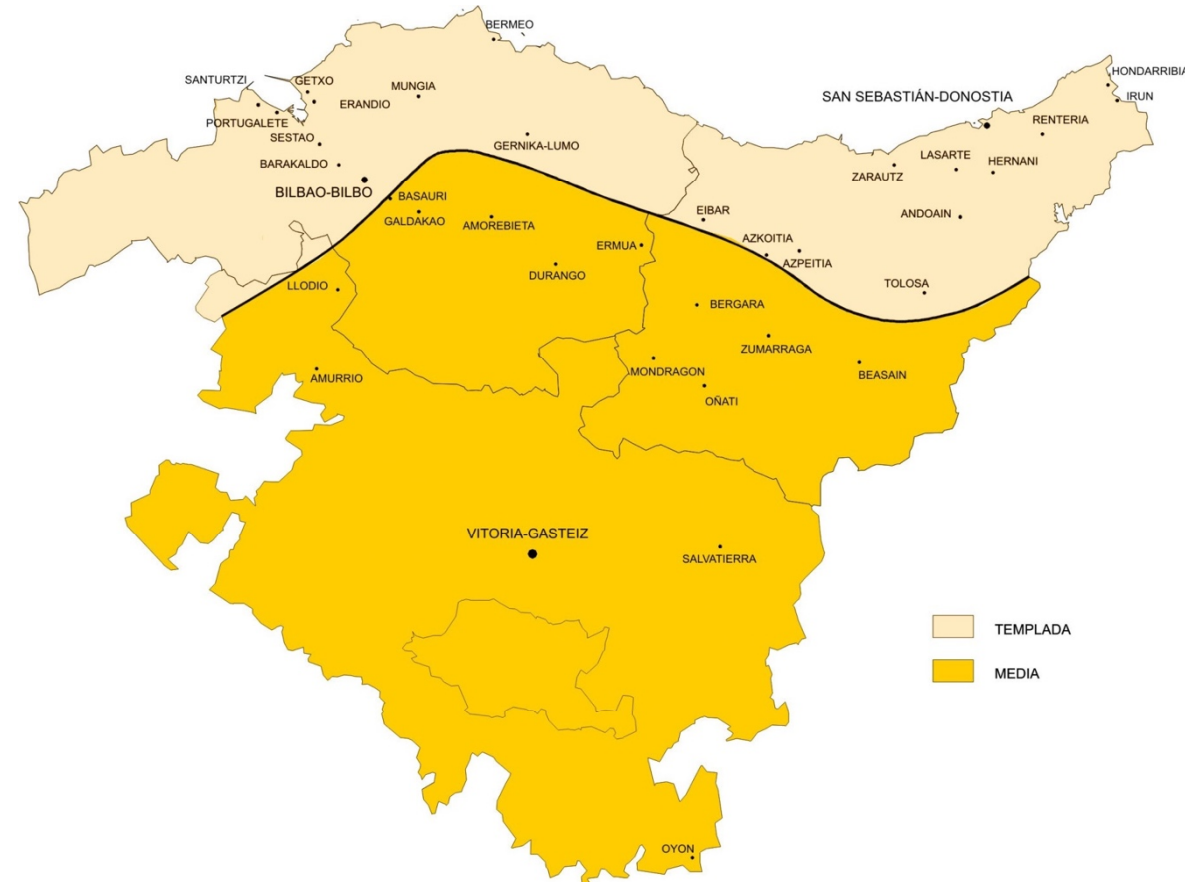 BERMEO
HONDARRIBIA
SANTURTZI
GETXO
MUNGIA
SAN SEBASTIÁN-DONOSTIA
IRUN
ERANDIO
PORTUGALETE
RENTERIA
SESTAO
GERNIKA-LUMO
LASARTE
HERNANI
BARAKALDO
ZARAUTZ
BILBAO-BILBO
BASAURI
GALDAKAO
AMOREBIETA
EIBAR
ANDOAIN
ERMUA
AZKOITIA
AZPEITIA
DURANGO
LLODIO
TOLOSA
BERGARA
ZUMARRAGA
MONDRAGON
BEASAIN
AMURRIO
OÑATI
VITORIA-GASTEIZ
SALVATIERRA
TEMPLADA
MEDIA
OYON